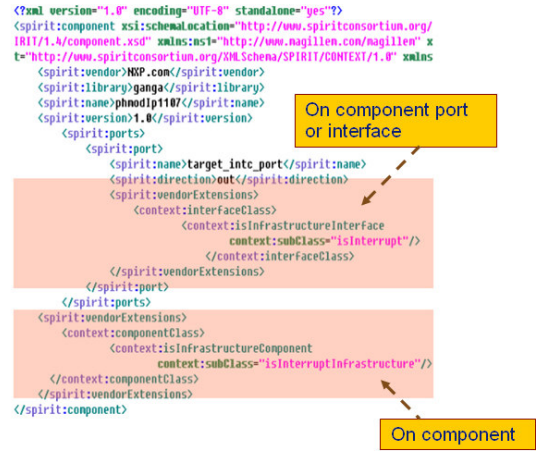 <?xml version="1.0" encoding="UTF-8" standalone="yes"?>
<spirit:component xsi:schemaLocation="http://www.spiritconsortium.org/
IRIT/1.4/component.xsd" xmlns:ns1="http://www.magillem.com/magillem" x
t="http://www.spiritconsortium.org/XMLSchema/SPIRIT/CONTEXT/1.0" xmlns
<spirit:vendor>NXP.com</spirit:vendor>
<spirit:library>ganga</spirit:library>
<spirit:name>phmodIp1107</spirit:name>
<spirit:version>1.0</spirit:version>
<spirit:ports>
<spirit:port>
<spirit:name>target_intc_port</spirit:name>
<spirit:direction>out</spirit:direction>
<spirit:vendorExtensions>
<context:interfaceClass>
<context:isInfrastructureInterface
context:subClass="isInterrupt"/>
</context:interfaceClass>
</spirit:vendorExtensions>
</spirit:port>
</spirit:ports>
<spirit:vendorExtensions>
<context:componentClass>
<context:isInfrastructureComponent
context:subClass="isInterruptInfrastructure"/>
</context:componentClass>
</spirit:vendorExtensions>
</spirit:component>
On component port
or interface
On component